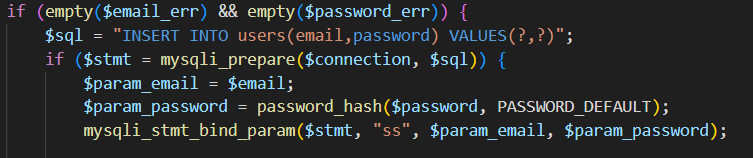 if (empty($email_err) && empty($password_err)) {
$sql = "INSERT INTO users(email,password) VALUES(?,?)";
if ($stmt = mysqli_prepare($connection, $sql)) {
$param_email = $email;
$param_password = password_hash($password, PASSWORD_DEFAULT);
mysqli_stmt_bind_param($stmt, "ss", $param_email, $param_password);